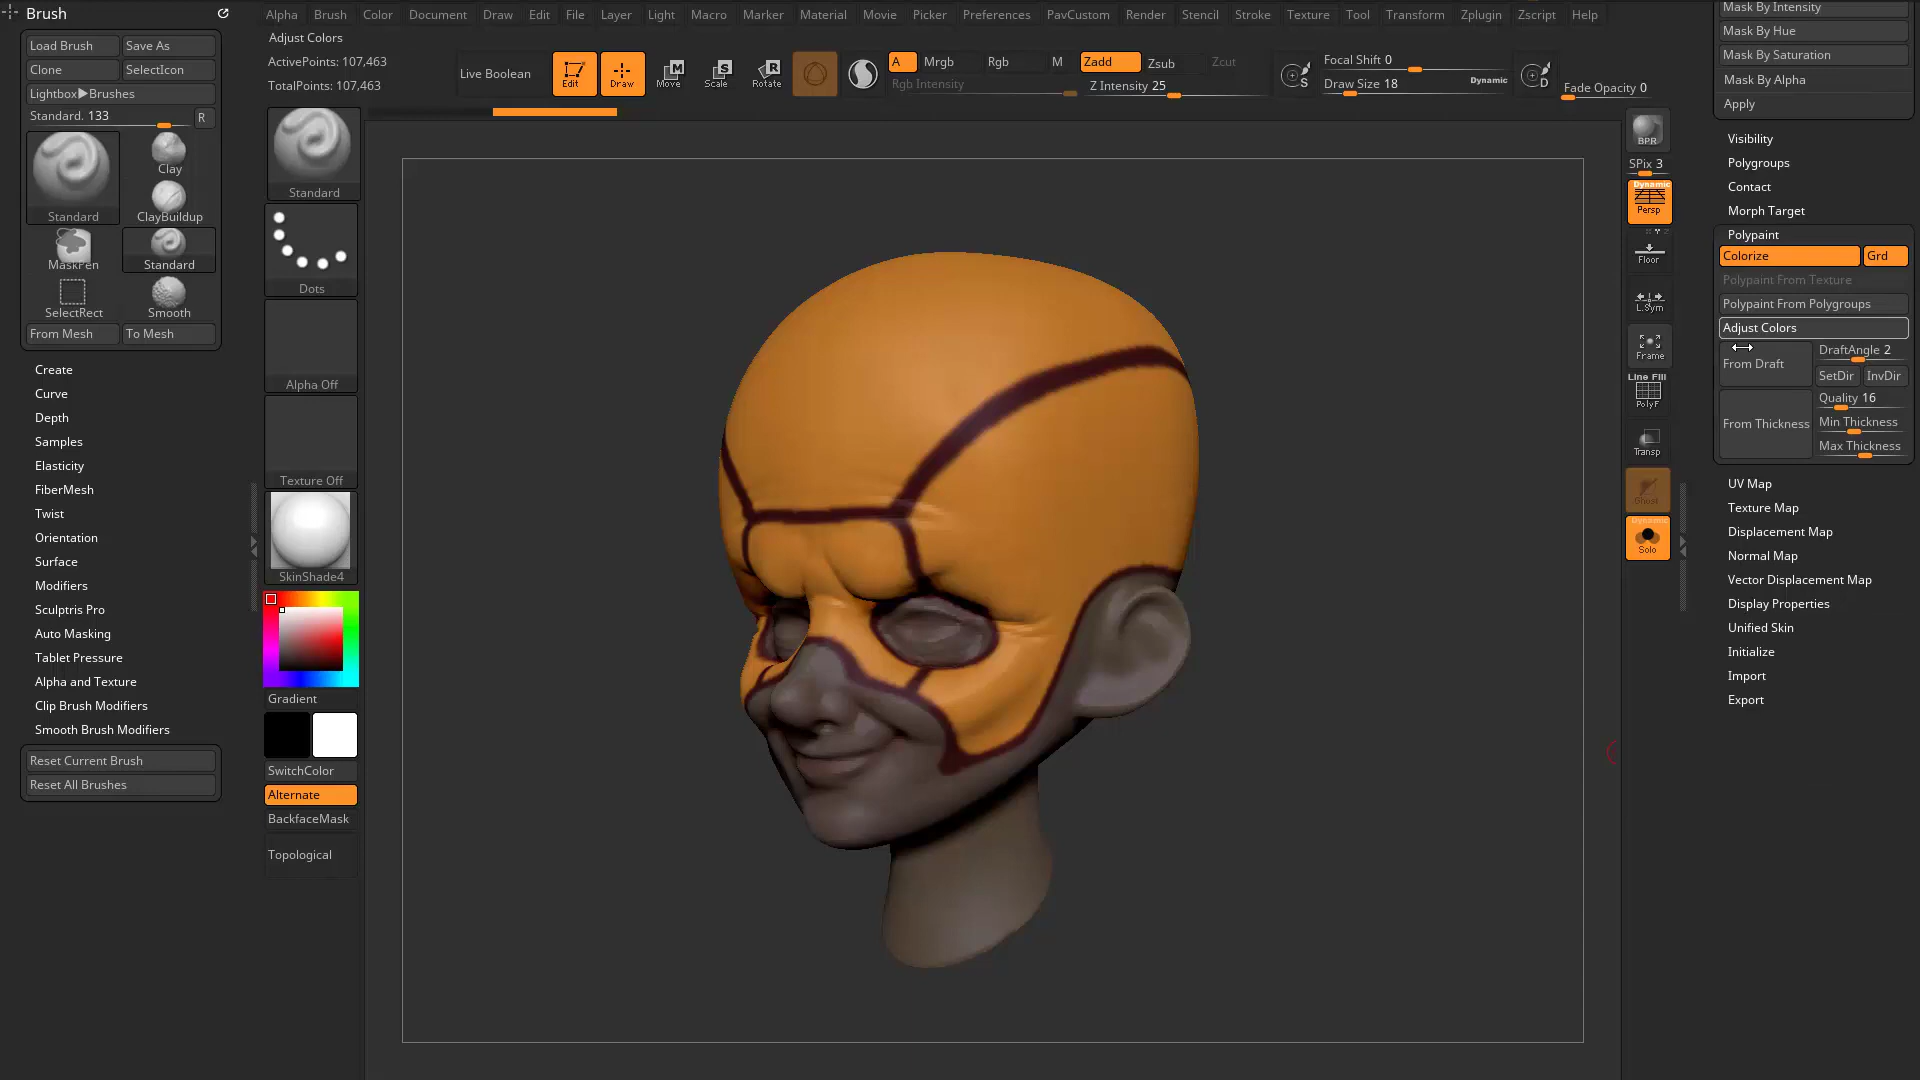 Brush
Alpha Brush Color Document Draw Edit File Layer Light Macro Marker Material Movie Picker Preferences PavCustom Render Stencil Stroke Texture Tool Transform Zplugin Zscript Help
Adjust Colors
ActivePoints: 107,463
TotalPoints: 107,463
Live Boolean
Edit
Draw
Move
Scale
Rotate
A
Mrgb
Rgb
M
Zadd
Zsub
Zcut
Rgb Intensity
Z Intensity 25
Focal Shift 0
Draw Size 18
Dynamic
Fade Opacity 0
Load Brush
Save As
Clone
SelectIcon
Lightbox▶Brushes
Standard. 133
R
Standard
Clay
ClayBuildup
MaskPen
Standard
SelectRect
Smooth
From Mesh
To Mesh
Create
Curve
Depth
Samples
Elasticity
FiberMesh
Twist
Orientation
Surface
Modifiers
Sculptris Pro
Auto Masking
Tablet Pressure
Alpha and Texture
Clip Brush Modifiers
Smooth Brush Modifiers
Reset Current Brush
Reset All Brushes
Standard
Dots
Alpha Off
Texture Off
SkinShade4
Gradient
SwitchColor
Alternate
BackfaceMask
Topological
BPR
SPix 3
Dynamic
Persp
Floor
L.Sym
Frame
Line Fill
PolyF
Transp
Ghost
Dynamic
Solo
Mask By Intensity
Mask By Hue
Mask By Saturation
Mask By Alpha
Apply
Visibility
Polygroups
Contact
Morph Target
Polypaint
Colorize
Grd
Polypaint From Texture
Polypaint From Polygroups
Adjust Colors
From Draft
DraftAngle 2
SetDir
InvDir
From Thickness
Quality 16
Min Thickness
Max Thickness
UV Map
Texture Map
Displacement Map
Normal Map
Vector Displacement Map
Display Properties
Unified Skin
Initialize
Import
Export